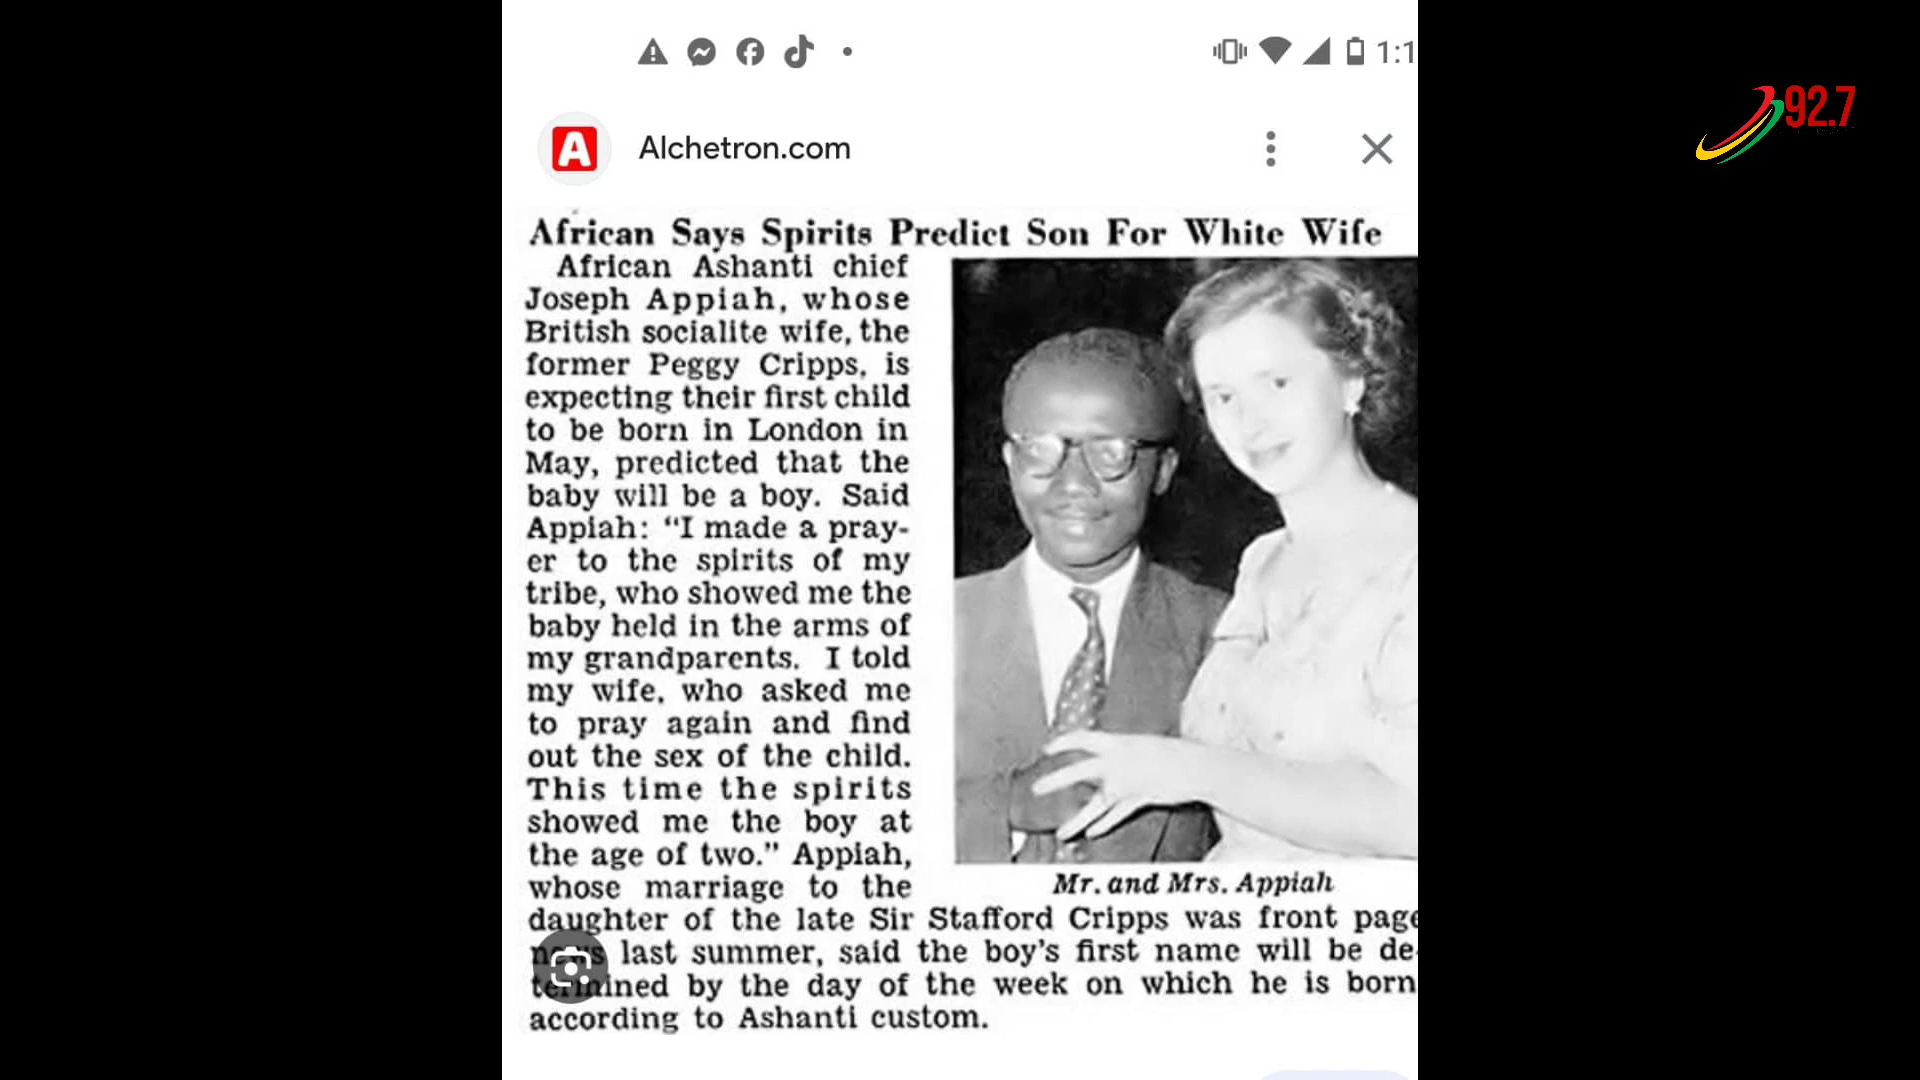 1:1
92.7
A
Alchetron.com
African Says Spirits Predict Son For White Wife
African Ashanti chief
Joseph Appiah, whose
British socialite wife, the
former Peggy Cripps, is
expecting their first child
to be born in London in
May, predicted that the
baby will be a boy. Said
Appiah: “I made a pray-
er to the spirits of my
tribe, who showed me the
baby held in the arms of
my grandparents. I told
my wife, who asked me
to pray again and find
out the sex of the child.
This time the spirits
showed me the boy at
the age of two.” Appiah,
whose marriage to the
Mr. and Mrs. Appiah
daughter of the late Sir Stafford Cripps was front page
news last summer, said the boy's first name will be de-
termined by the day of the week on which he is born
according to Ashanti custom.